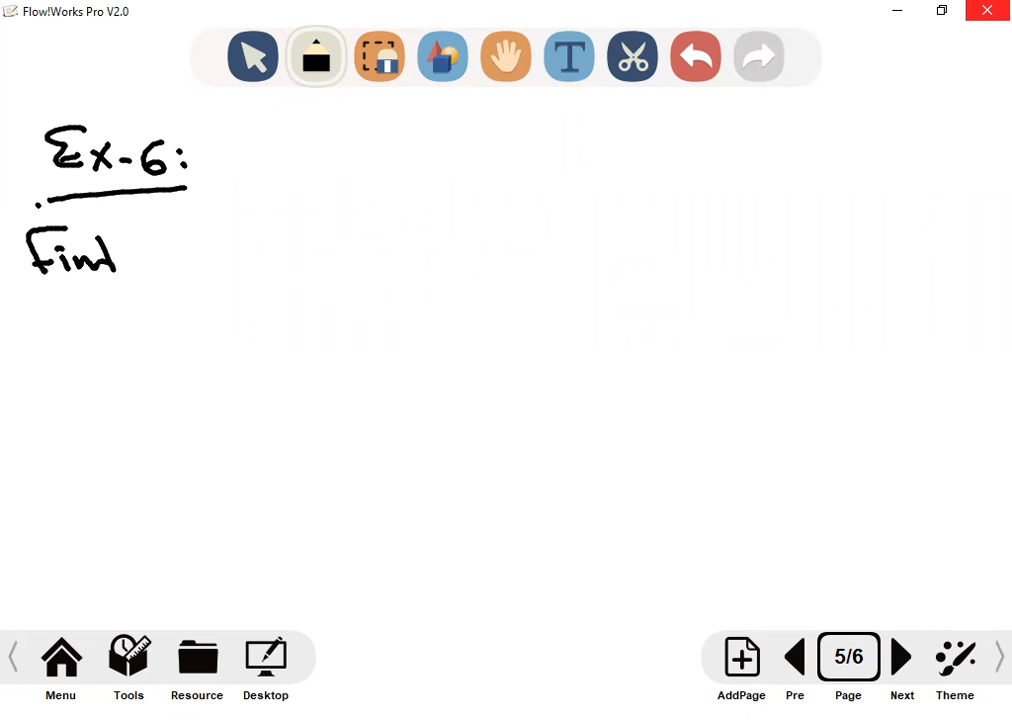 Flow!Works Pro V2.0
T
Ex-6:
Find
Menu
Tools
Resource
Desktop
AddPage
Pre
5/6
Page
Next
Theme